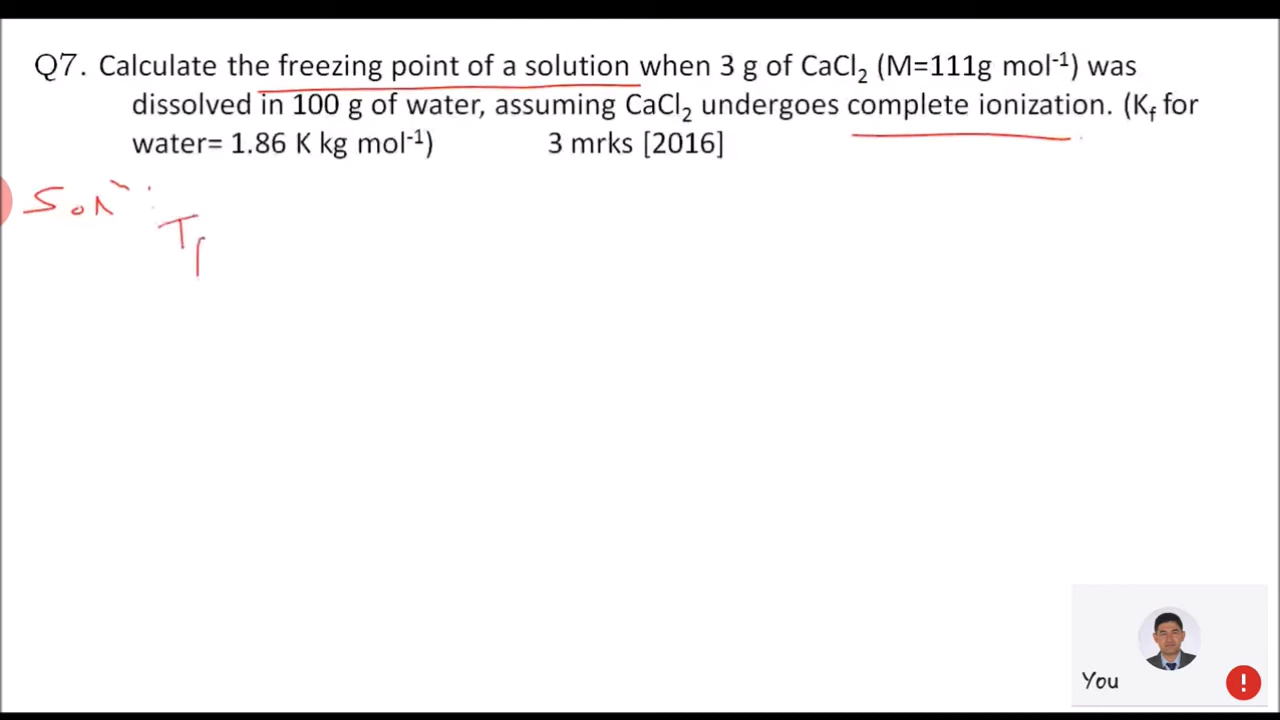 Q7. Calculate the freezing point of a solution when 3 g of CaCl₂ (M=111g mol⁻¹) was
dissolved in 100 g of water, assuming CaCl₂ undergoes complete ionization. (K𝒇 for
water= 1.86 K kg mol⁻¹) 3 mrks [2016]
Solⁿ.
Tf
You
!